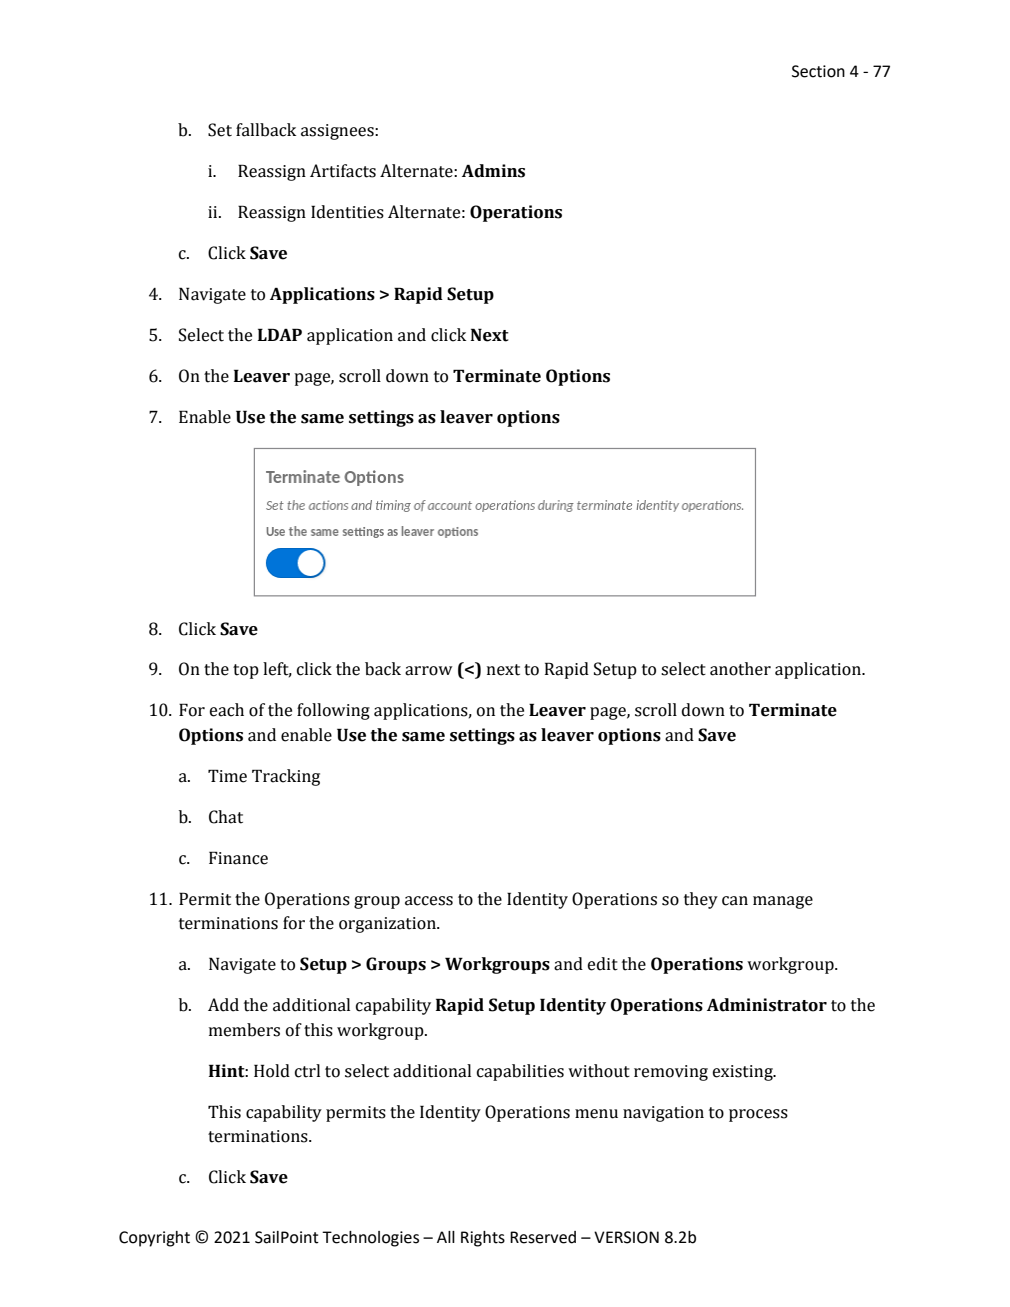 Section 4 - 77
b. Set fallback assignees:
i. Reassign Artifacts Alternate: Admins
ii. Reassign Identities Alternate: Operations
c. Click Save
4. Navigate to Applications > Rapid Setup
5. Select the LDAP application and click Next
6. On the Leaver page, scroll down to Terminate Options
7. Enable Use the same settings as leaver options
Terminate Options
Set the actions and timing of account operations during terminate identity operations.
Use the same settings as leaver options
8. Click Save
9. On the top left, click the back arrow (<) next to Rapid Setup to select another application.
10. For each of the following applications, on the Leaver page, scroll down to Terminate
Options and enable Use the same settings as leaver options and Save
a. Time Tracking
b. Chat
c. Finance
11. Permit the Operations group access to the Identity Operations so they can manage
terminations for the organization.
a. Navigate to Setup > Groups > Workgroups and edit the Operations workgroup.
b. Add the additional capability Rapid Setup Identity Operations Administrator to the
members of this workgroup.
Hint: Hold ctrl to select additional capabilities without removing existing.
This capability permits the Identity Operations menu navigation to process
terminations.
c. Click Save
Copyright © 2021 SailPoint Technologies – All Rights Reserved – VERSION 8.2b